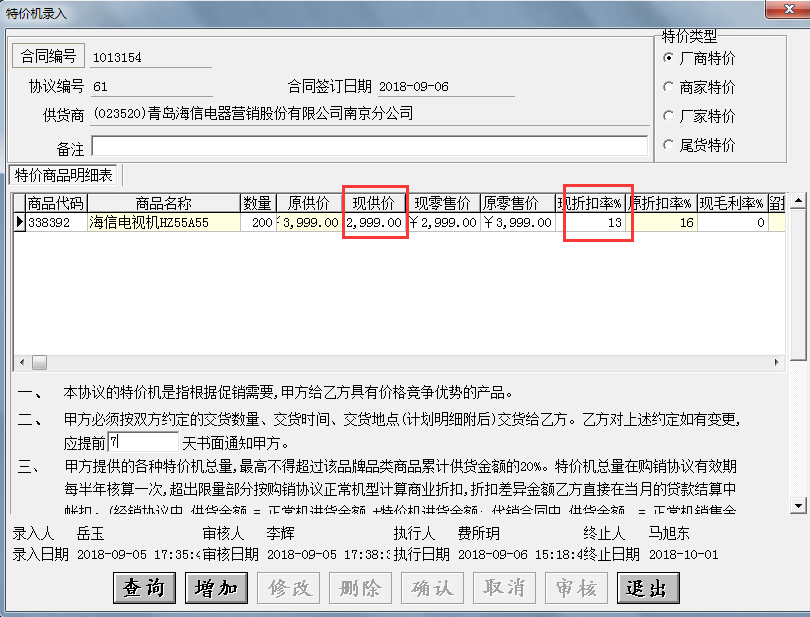 特价机录入
特价类型
合同编号 1013154
厂商特价
协议编号 61 合同签订日期 2018-09-06
商家特价
供货商 (023520)青岛海信电器营销股份有限公司南京分公司
厂家特价
备注
尾货特价
特价商品明细表
商品代码 商品名称 数量 原供价 现供价 现零售价 原零售价 现折扣率% 原折扣率% 现毛利率%
338392 海信电视机HZ55A55 200 3,999.00 2,999.00 ￥2,999.00 ￥3,999.00 13 16 0
一、 本协议的特价机是指根据促销需要,甲方给乙方具有价格竞争优势的产品。
二、 甲方必须按双方约定的交货数量、交货时间、交货地点(计划明细附后)交货给乙方。乙方对上述约定如有变更,
应提前 7 天书面通知甲方。
三、 甲方提供的各种特价机总量,最高不得超过该品牌品类商品累计供货金额的20%。特价机总量在购销协议有效期
每半年核算一次,超出限量部分按购销协议正常机型计算商业折扣,折扣差异金额乙方直接在当月的贷款结算中
帐扣。(经销协议中,供货金额 = 正常机进货金额 +特价机进货金额; 代销合同中,供货金额 = 正常机销售金
录入人 岳玉 审核人 李辉 执行人 费所玥 终止人 马旭东
录入日期 2018-09-05 17:35:4 审核日期 2018-09-05 17:38: 执行日期 2018-09-06 15:18:4 终止日期 2018-10-01
查询 增加 修改 删除 确认 取消 审核 退出